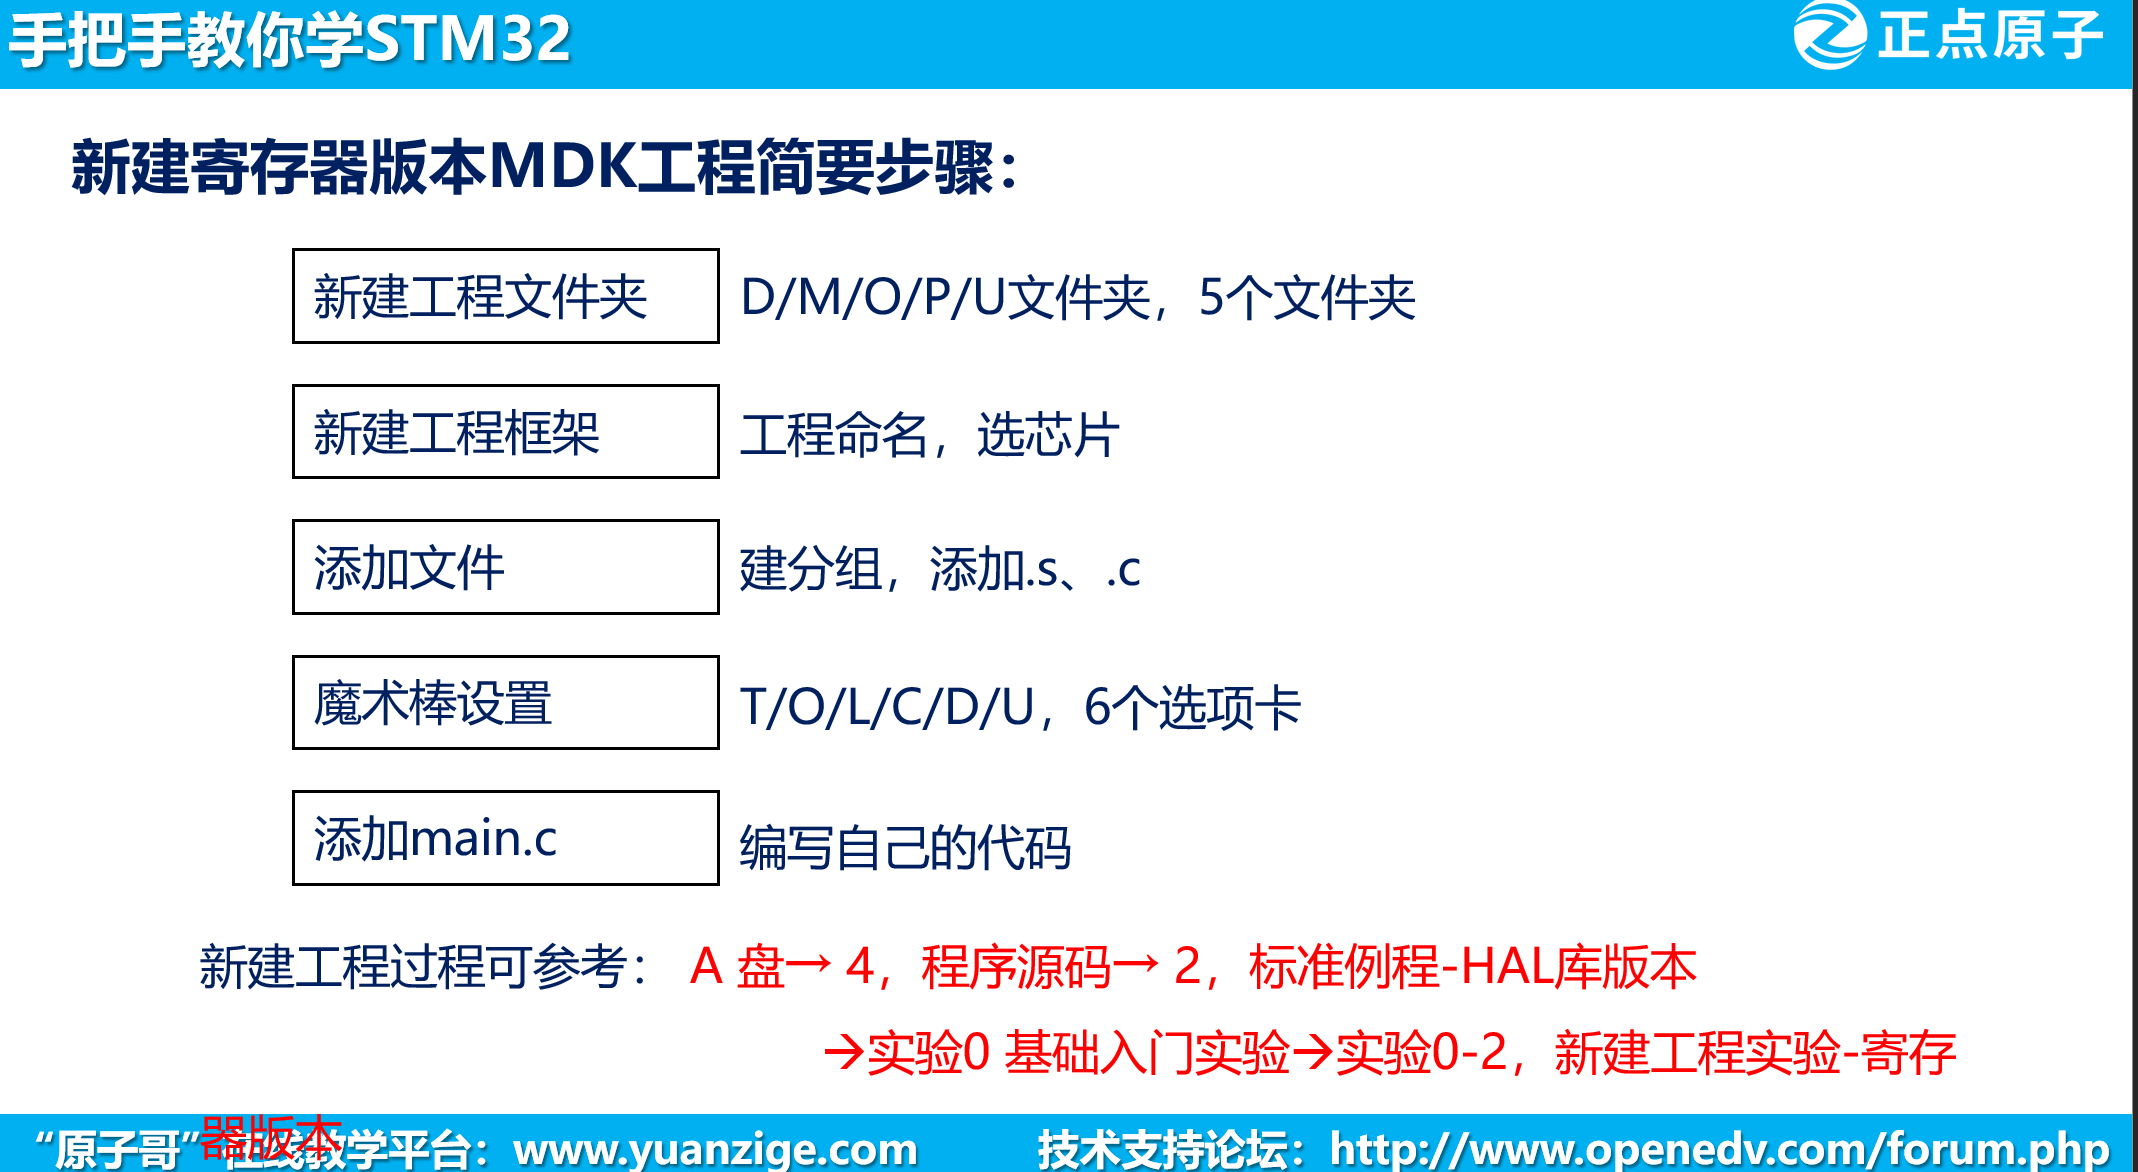 手把手教你学STM32
正点原子
新建寄存器版本MDK工程简要步骤：
新建工程文件夹
D/M/O/P/U文件夹，5个文件夹
新建工程框架
工程命名，选芯片
添加文件
建分组，添加.s、.c
魔术棒设置
T/O/L/C/D/U，6个选项卡
添加main.c
编写自己的代码
新建工程过程可参考： A 盘→ 4，程序源码→ 2，标准例程-HAL库版本
→实验0 基础入门实验→实验0-2，新建工程实验-寄存
器版本
“原子哥”在线教学平台：www.yuanzige.com
技术支持论坛：http://www.openedv.com/forum.php